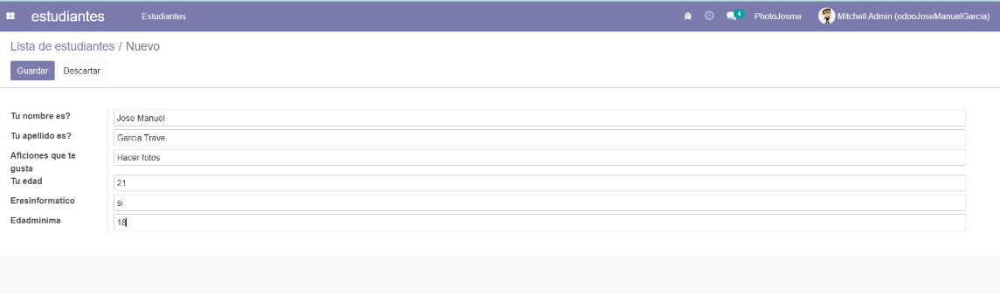 estudiantes Estudiantes 4 PhotoJosma Mitchell Admin (odooJoseManuelGarcia)
Lista de estudiantes / Nuevo
Guardar Descartar
Tu nombre es? Jose Manuel
Tu apellido es? Garcia Trave
Aficiones que te Hacer fotos
gusta
Tu edad 21
Eresinformatico si
Edadminima 18